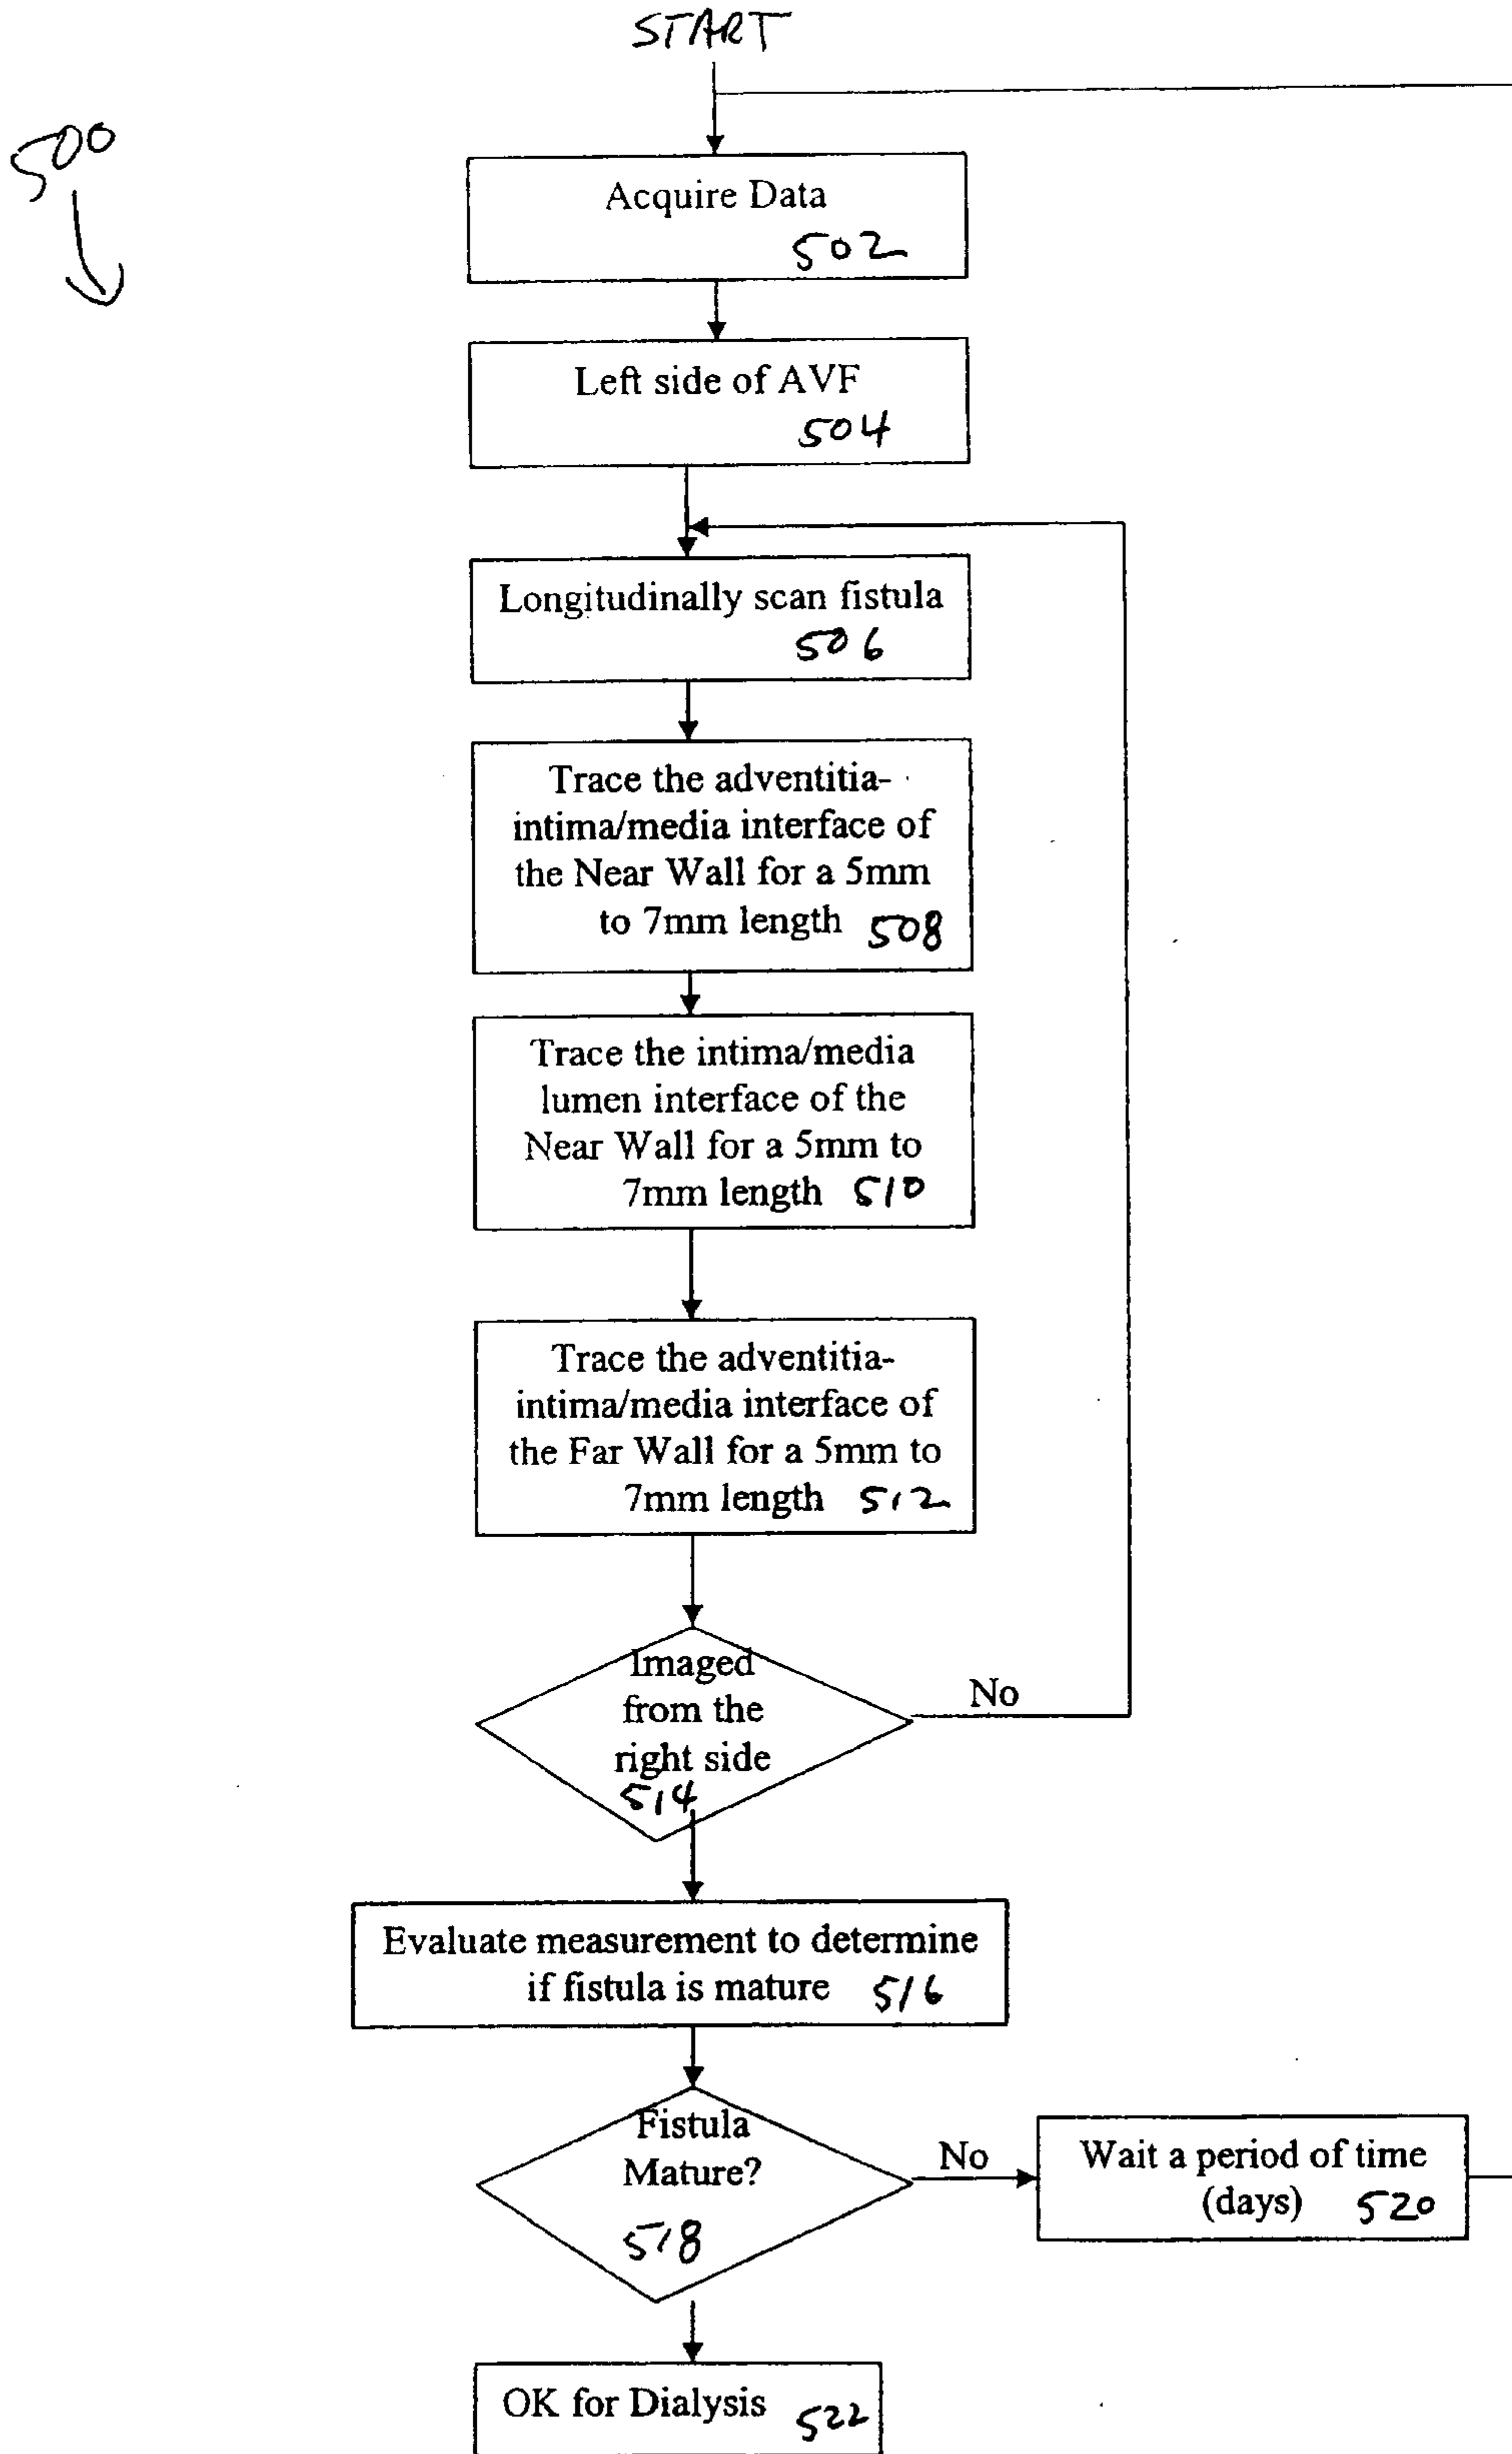 START
500
Acquire Data
502
Left side of AVF
504
Longitudinally scan fistula
506
Trace the adventitia-
intima/media interface of
the Near Wall for a 5mm
to 7mm length 508
Trace the intima/media
lumen interface of the
Near Wall for a 5mm to
7mm length 510
Trace the adventitia-
intima/media interface of
the Far Wall for a 5mm to
7mm length 512
Imaged
from the
right side
514
No
Evaluate measurement to determine
if fistula is mature 516
Fistula
Mature?
518
No
Wait a period of time
(days) 520
OK for Dialysis 522